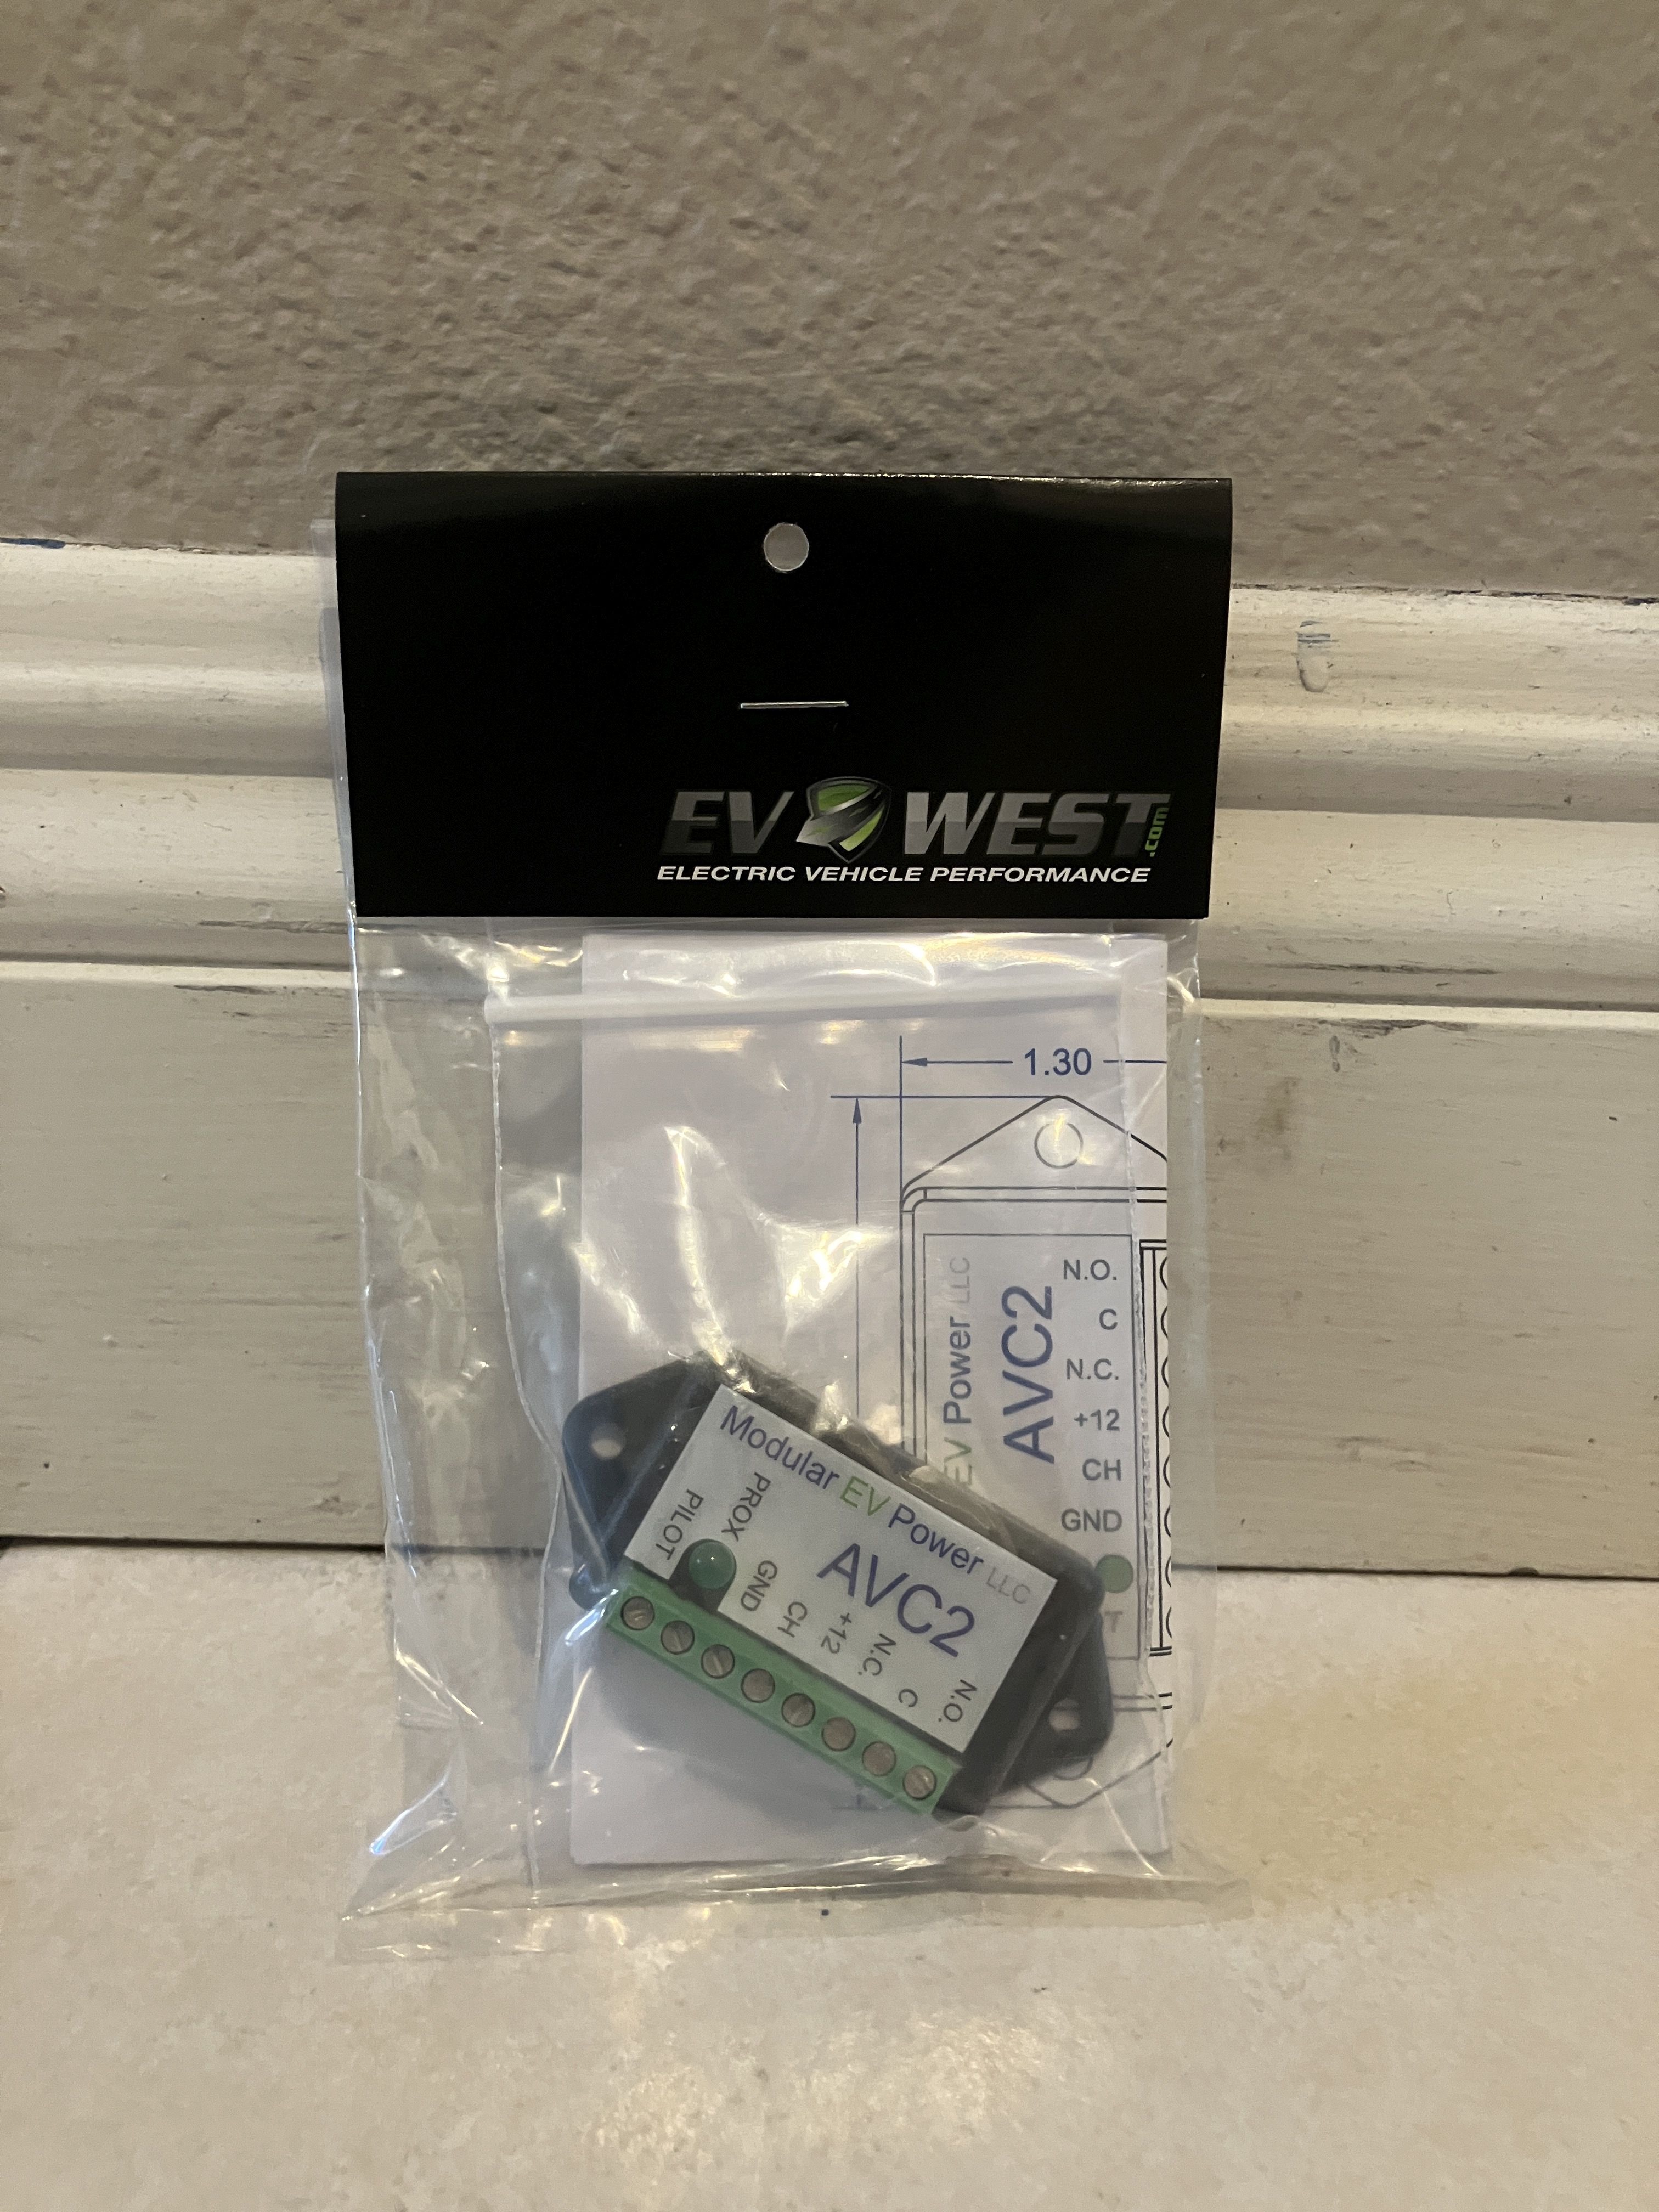 EV WEST.com
ELECTRIC VEHICLE PERFORMANCE
1.30
EV Power LLC
AVC2
N.O.
C
N.C.
+12
CH
GND
T
Modular EV Power LLC
AVC2
PILOT
PROX
GND
CH
+12
N.C.
C
N.O.